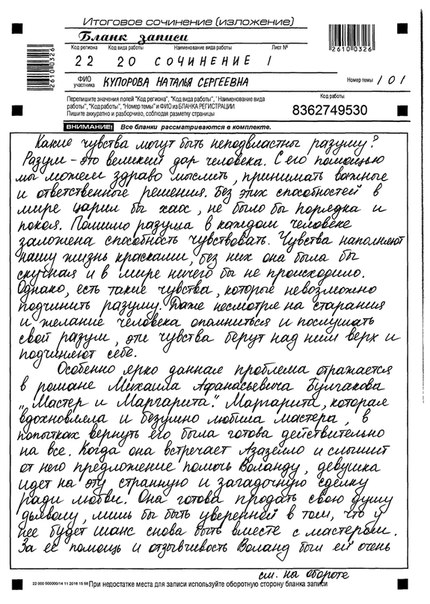 Итоговое сочинение (изложение)
Бланк записи
Код региона Код вида работы Наименование вида работы Лист №
22 20 СОЧИНЕНИЕ 1
2610 0326
2610 0326
ФИО участника КУПОРОВА НАТАЛЬЯ СЕРГЕЕВНА Номер темы 101
Перепишите значения полей "Код региона", "Код вида работы", "Наименование вида
работы", "Код работы", "Номер темы" и ФИО из БЛАНКА РЕГИСТРАЦИИ.
Пишите аккуратно и разборчиво, соблюдая разметку страницы
Код работы
8362749530
ВНИМАНИЕ! Все бланки рассматриваются в комплекте.
Какие чувства могут быть неподвластны разуму?
Разум - это великий дар человека. С его помощью
мы можем здраво мыслить, принимать важные
и ответственные решения. Без этих способностей в
мире царил бы хаос, не было бы порядка и
покоя. Помимо разума в каждом человеке
заложена способность чувствовать. Чувства наполняют
нашу жизнь красками, без них она была бы
скучная и в мире ничего бы не происходило.
Однако, есть такие чувства, которые невозможно
подчинить разуму. Даже несмотря на старания
и желание человека опомниться и послушать
свой разум, эти чувства берут над ним верх и
подчиняют себе.
Особенно ярко данная проблема отражается
в романе Михаила Афанасьевича Булгакова
"Мастер и Маргарита". Маргарита, которая
вдохновляла и безумно любила мастера, в
попытках вернуть его была готова действительно
на все. Когда она встречает Азазелло и слышит
от него предложение помочь Воланду, девушка
идет на эту странную и загадочную сделку
ради любви. Она готова продать свою душу
дьяволу, лишь бы быть уверенной в том, что у
нее будет шанс снова быть вместе с мастером.
За ее помощь и отзывчивость Воланд был ей очень
см. на обороте
При недостатке места для записи используйте оборотную сторону бланка записи